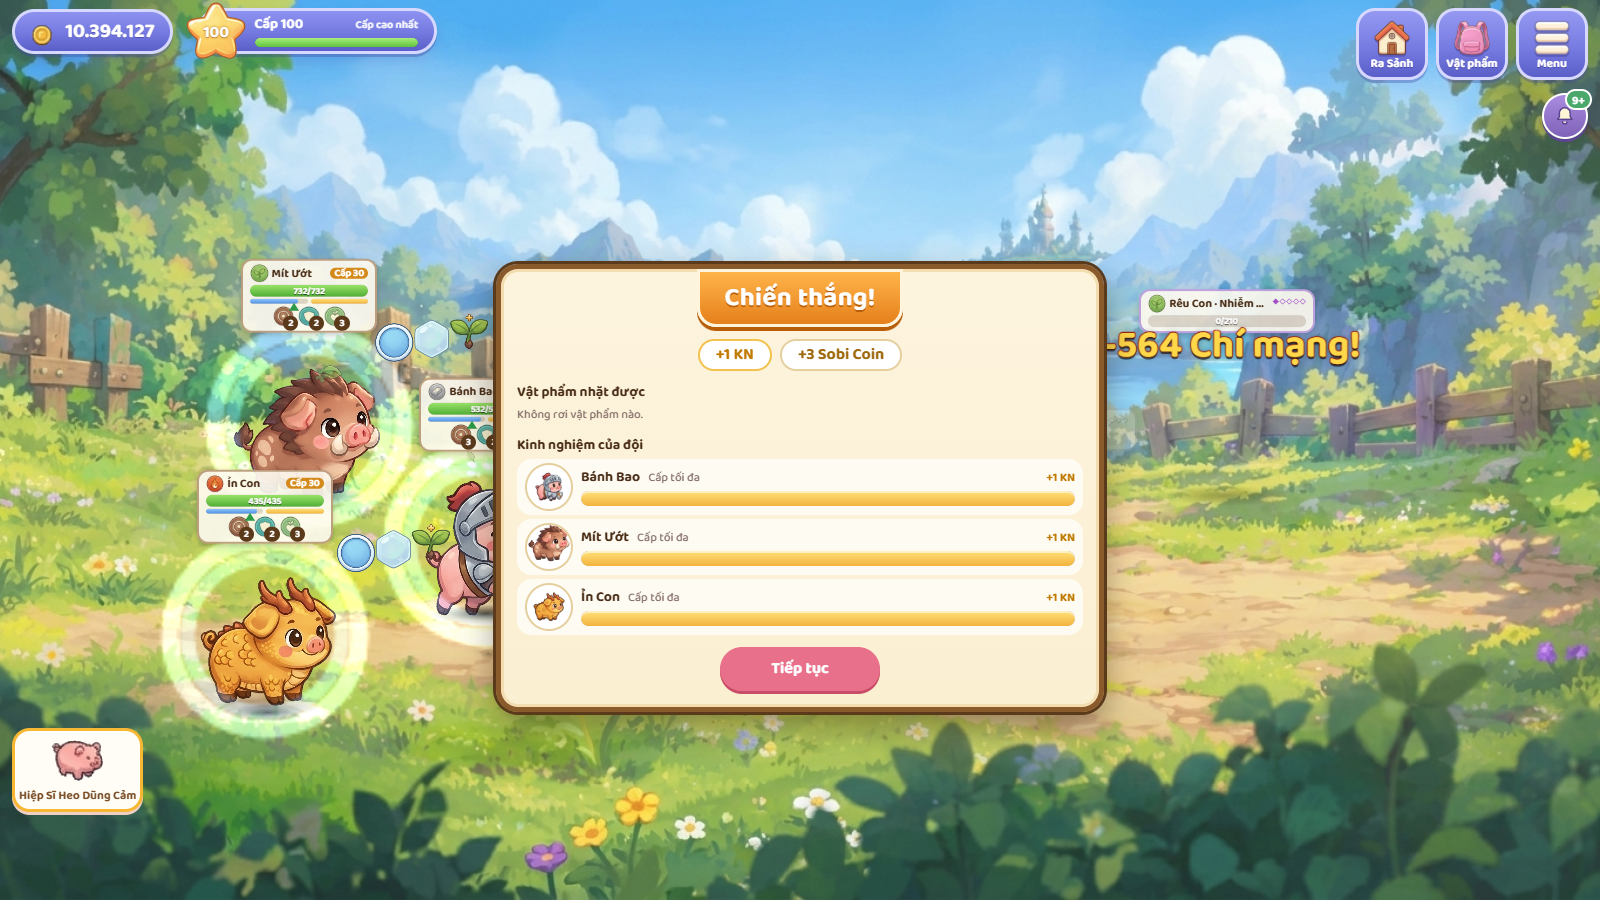 10.394.127
100
Cấp 100
Cấp cao nhất
Ra Sảnh
Vật phẩm
Menu
9+
Mít Ướt
Cấp 30
732/732
2
2
3
Bánh
3
Rêu Con · Nhiễm ...
0/210
-564 Chí mạng!
Chiến thắng!
+1 KN
+3 Sobi Coin
Vật phẩm nhặt được
Không rơi vật phẩm nào.
Kinh nghiệm của đội
Bánh Bao
Cấp tối đa
+1 KN
Mít Ướt
Cấp tối đa
+1 KN
Ỉn Con
Cấp tối đa
+1 KN
Tiếp tục
Ỉn Con
Cấp 30
435/435
2
2
3
Hiệp Sĩ Heo Dũng Cảm